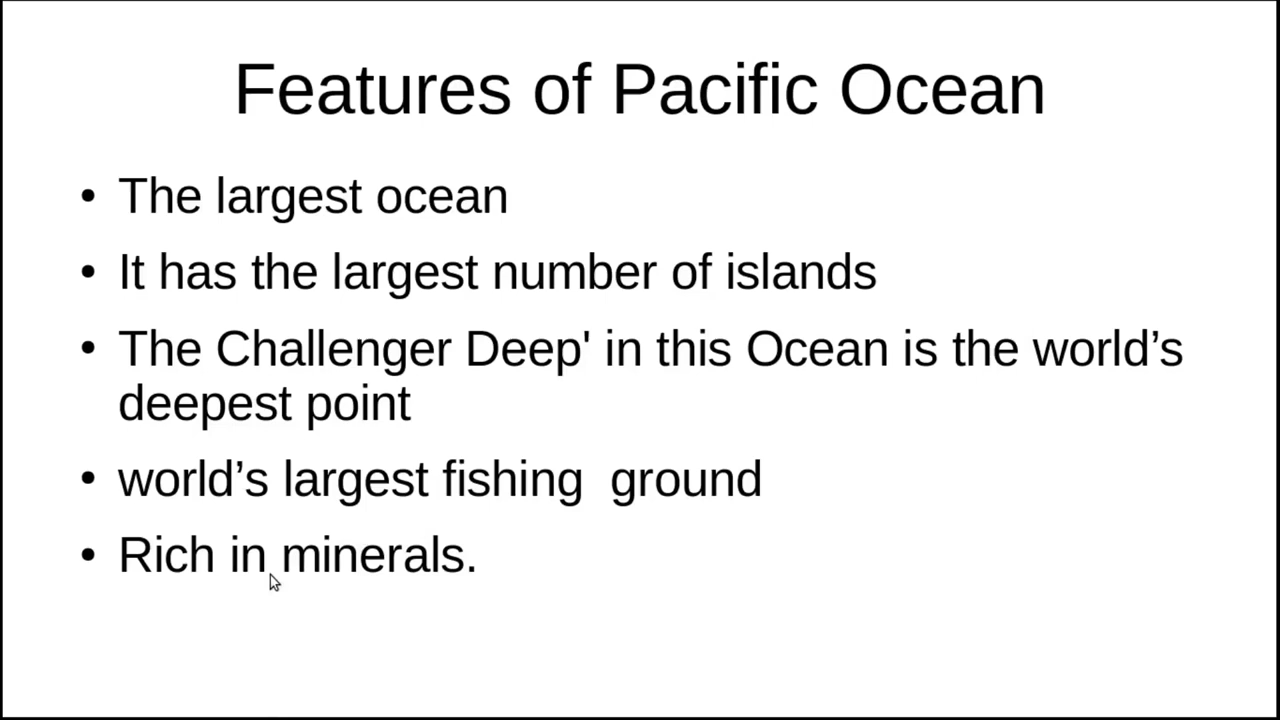 Features of Pacific Ocean
• The largest ocean
• It has the largest number of islands
• The Challenger Deep' in this Ocean is the world’s
deepest point
• world’s largest fishing  ground
• Rich in minerals.